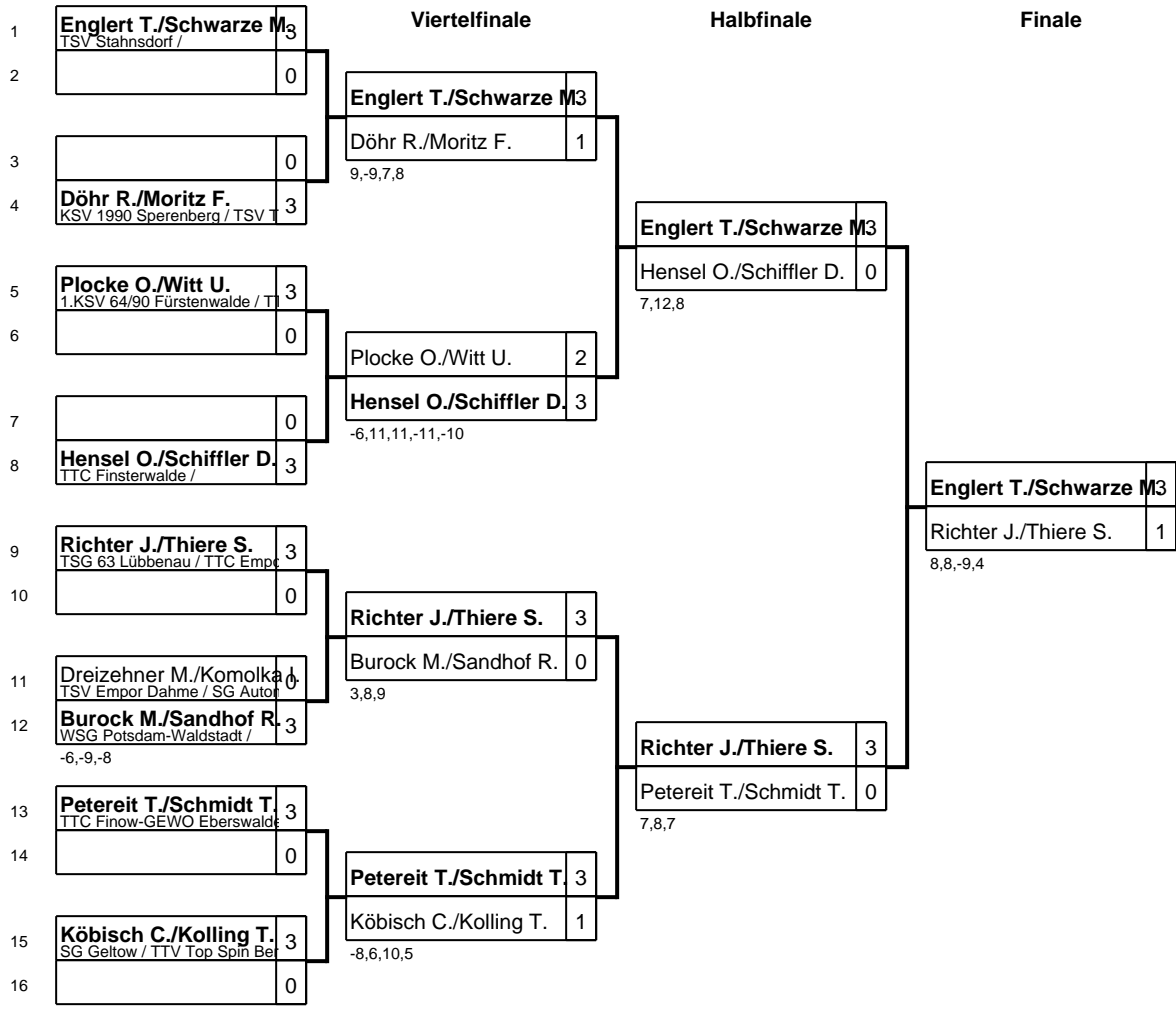 Viertelfinale Halbfinale Finale
1 Englert T./Schwarze M. 3
TSV Stahnsdorf /
2 0
3 0
4 Döhr R./Moritz F. 3
KSV 1990 Sperenberg / TSV T
5 Plocke O./Witt U. 3
1.KSV 64/90 Fürstenwalde / TT
6 0
7 0
8 Hensel O./Schiffler D. 3
TTC Finsterwalde /
9 Richter J./Thiere S. 3
TSG 63 Lübbenau / TTC Empo
10 0
11 Dreizehner M./Komolka I. 0
TSV Empor Dahme / SG Autom
12 Burock M./Sandhof R. 3
WSG Potsdam-Waldstadt /
-6,-9,-8
13 Petereit T./Schmidt T. 3
TTC Finow-GEWO Eberswalde
14 0
15 Köbisch C./Kolling T. 3
SG Geltow / TTV Top Spin Ber
16 0
Englert T./Schwarze M. 3
Döhr R./Moritz F. 1
9,-9,7,8
Plocke O./Witt U. 2
Hensel O./Schiffler D. 3
-6,11,11,-11,-10
Richter J./Thiere S. 3
Burock M./Sandhof R. 0
3,8,9
Petereit T./Schmidt T. 3
Köbisch C./Kolling T. 1
-8,6,10,5
Englert T./Schwarze M. 3
Hensel O./Schiffler D. 0
7,12,8
Richter J./Thiere S. 3
Petereit T./Schmidt T. 0
7,8,7
Englert T./Schwarze M. 3
Richter J./Thiere S. 1
8,8,-9,4